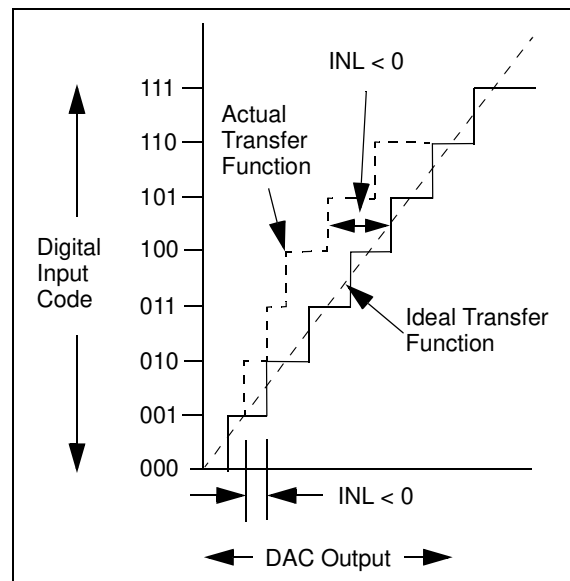 INL < 0
111
Actual
Transfer
Function
110
101
Digital
Input
Code
100
011
Ideal Transfer
Function
010
001
000
INL < 0
DAC Output